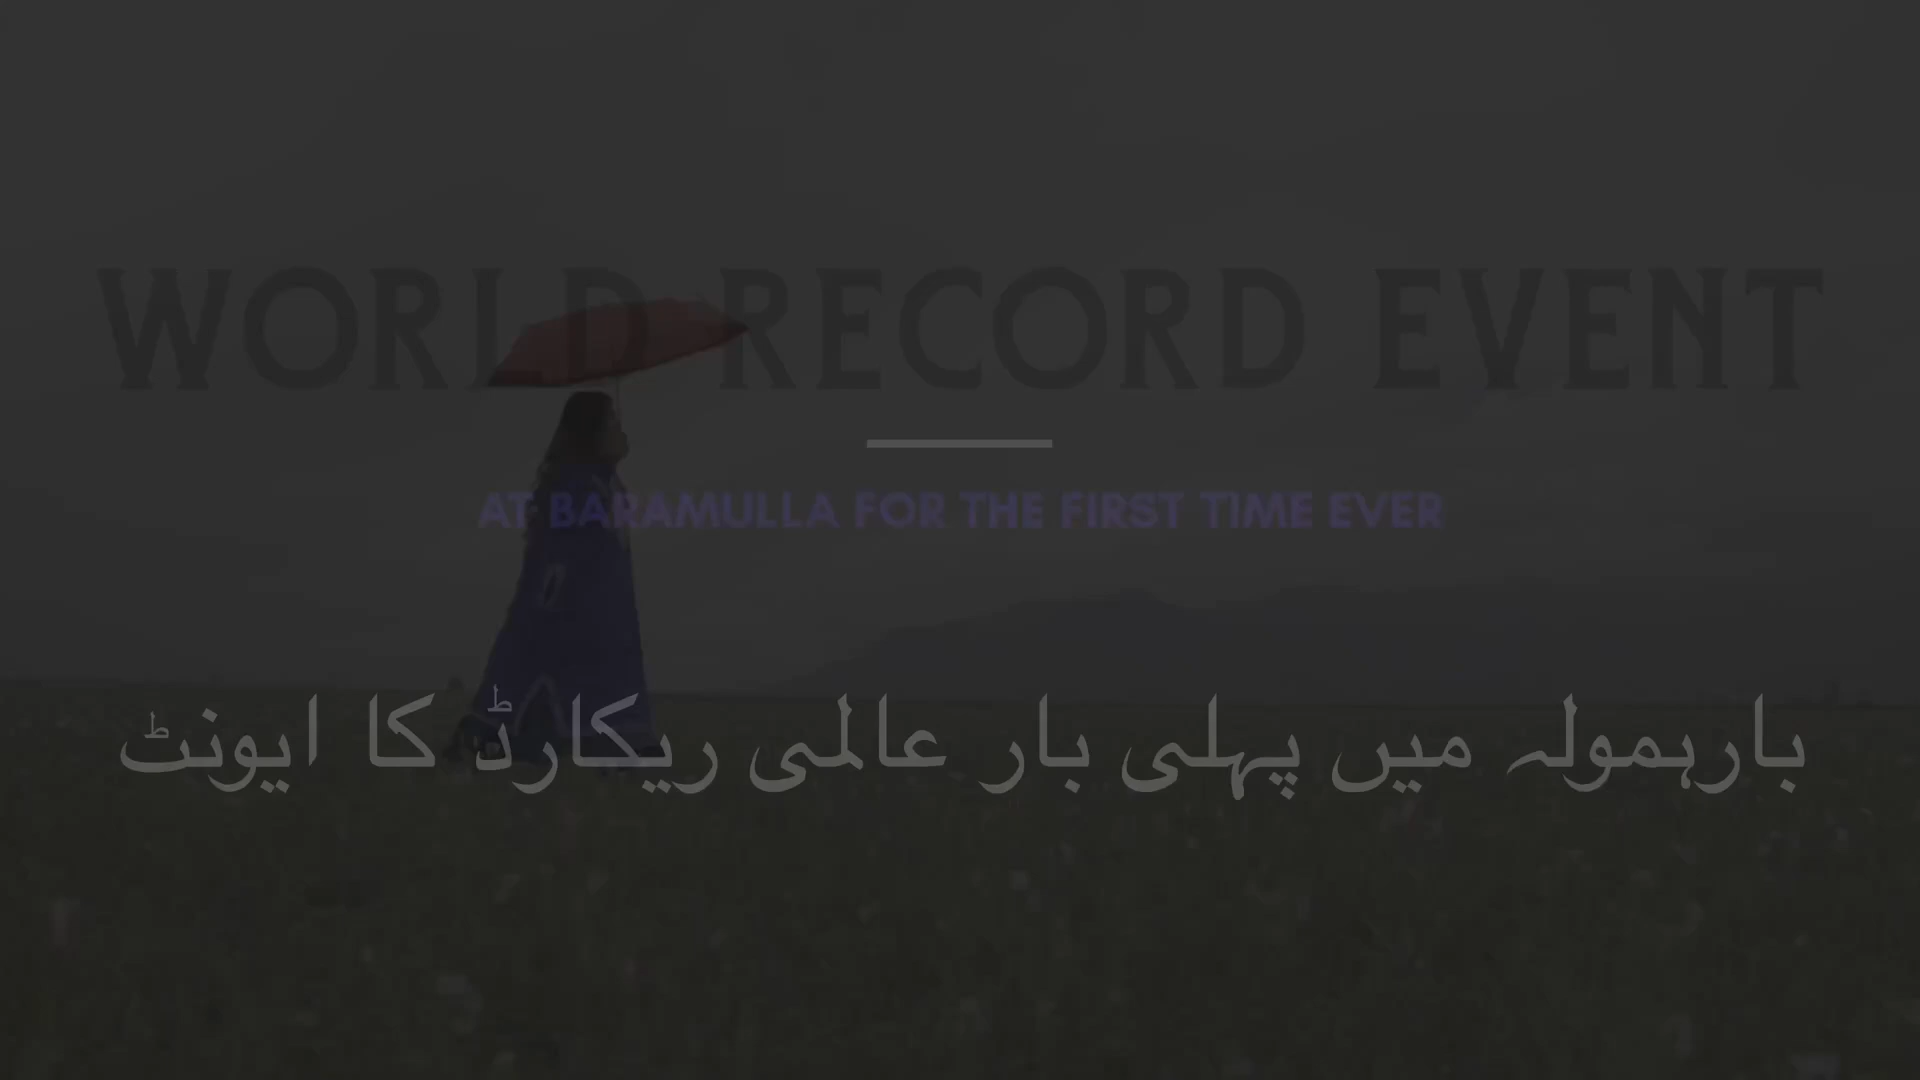 WORLD RECORD EVENT
AT BARAMULLA FOR THE FIRST TIME EVER
بارہمولہ میں پہلی بار عالمی ریکارڈ کا ایونٹ